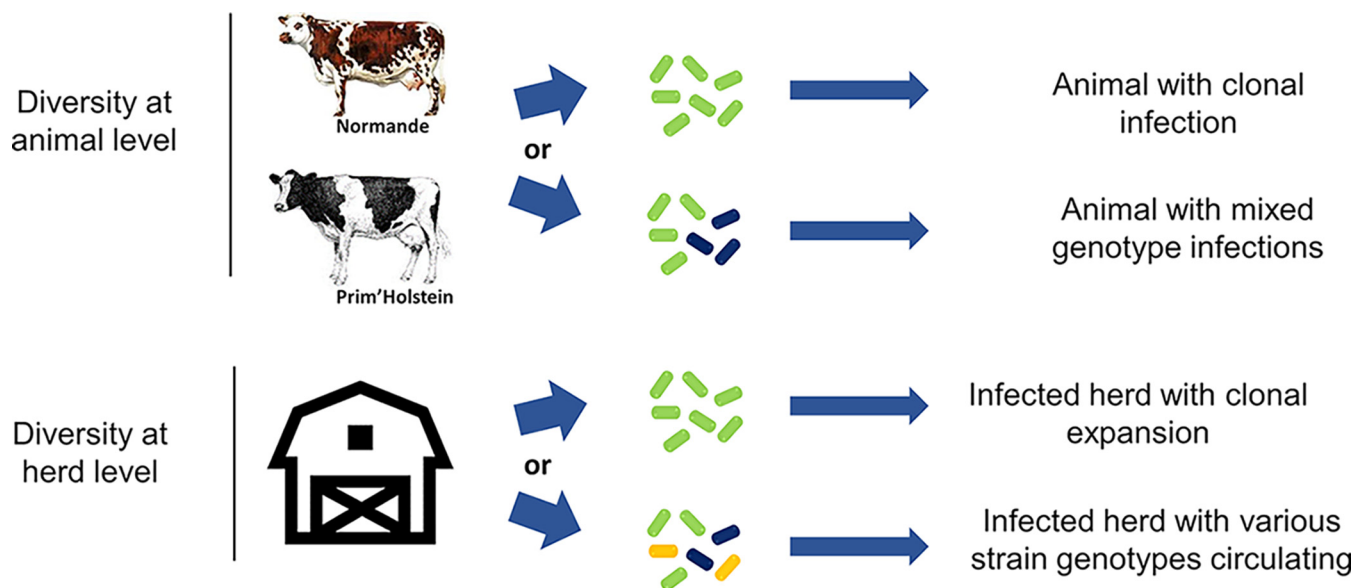 Diversity at
animal level
Normande
Prim'Holstein
or
Animal with clonal
infection
Animal with mixed
genotype infections
Diversity at
herd level
or
Infected herd with clonal
expansion
Infected herd with various
strain genotypes circulating